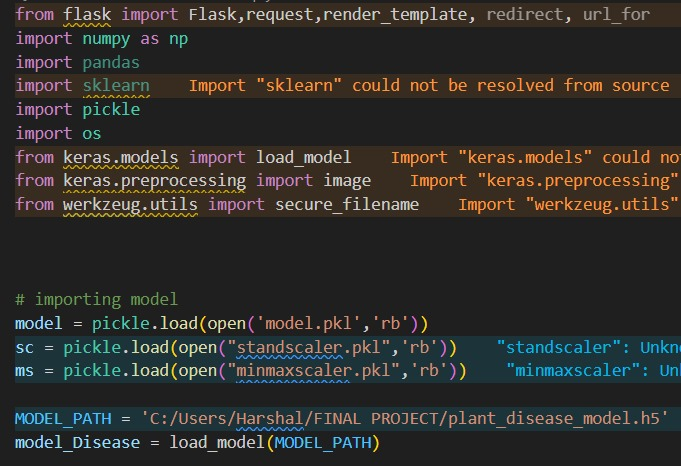 from flask import Flask,request,render_template, redirect, url_for
import numpy as np
import pandas
import sklearn    Import "sklearn" could not be resolved from source
import pickle
import os
from keras.models import load_model    Import "keras.models" could no
from keras.preprocessing import image    Import "keras.preprocessing"
from werkzeug.utils import secure_filename    Import "werkzeug.utils"
# importing model
model = pickle.load(open('model.pkl','rb'))
sc = pickle.load(open("standscaler.pkl",'rb'))    "standscaler": Unkn
ms = pickle.load(open("minmaxscaler.pkl",'rb'))    "minmaxscaler": Un
MODEL_PATH = 'C:/Users/Harshal/FINAL PROJECT/plant_disease_model.h5'
model_Disease = load_model(MODEL_PATH)